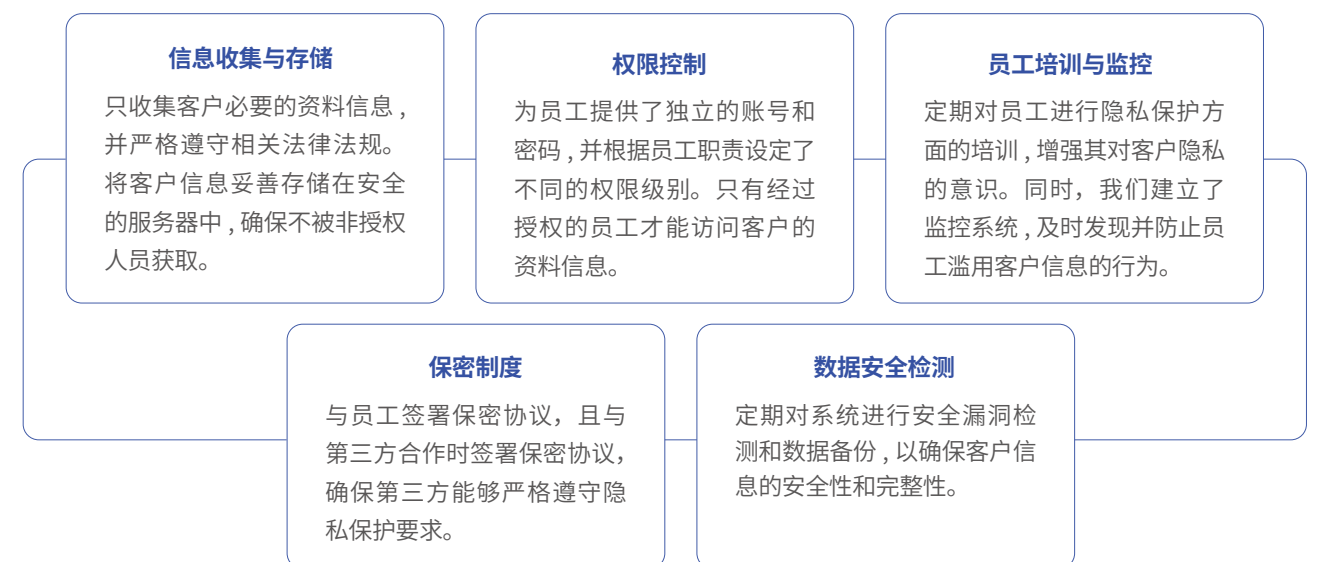 信息收集与存储
只收集客户必要的资料信息，
并严格遵守相关法律法规。
将客户信息妥善存储在安全
的服务器中，确保不被非授权
人员获取。
权限控制
为员工提供了独立的账号和
密码，并根据员工职责设定了
不同的权限级别。只有经过
授权的员工才能访问客户的
资料信息。
员工培训与监控
定期对员工进行隐私保护方
面的培训，增强其对客户隐私
的意识。同时，我们建立了
监控系统，及时发现并防止员
工滥用客户信息的行为。
保密制度
与员工签署保密协议，且与
第三方合作时签署保密协议，
确保第三方能够严格遵守隐
私保护要求。
数据安全检测
定期对系统进行安全漏洞检
测和数据备份，以确保客户信
息的安全性和完整性。